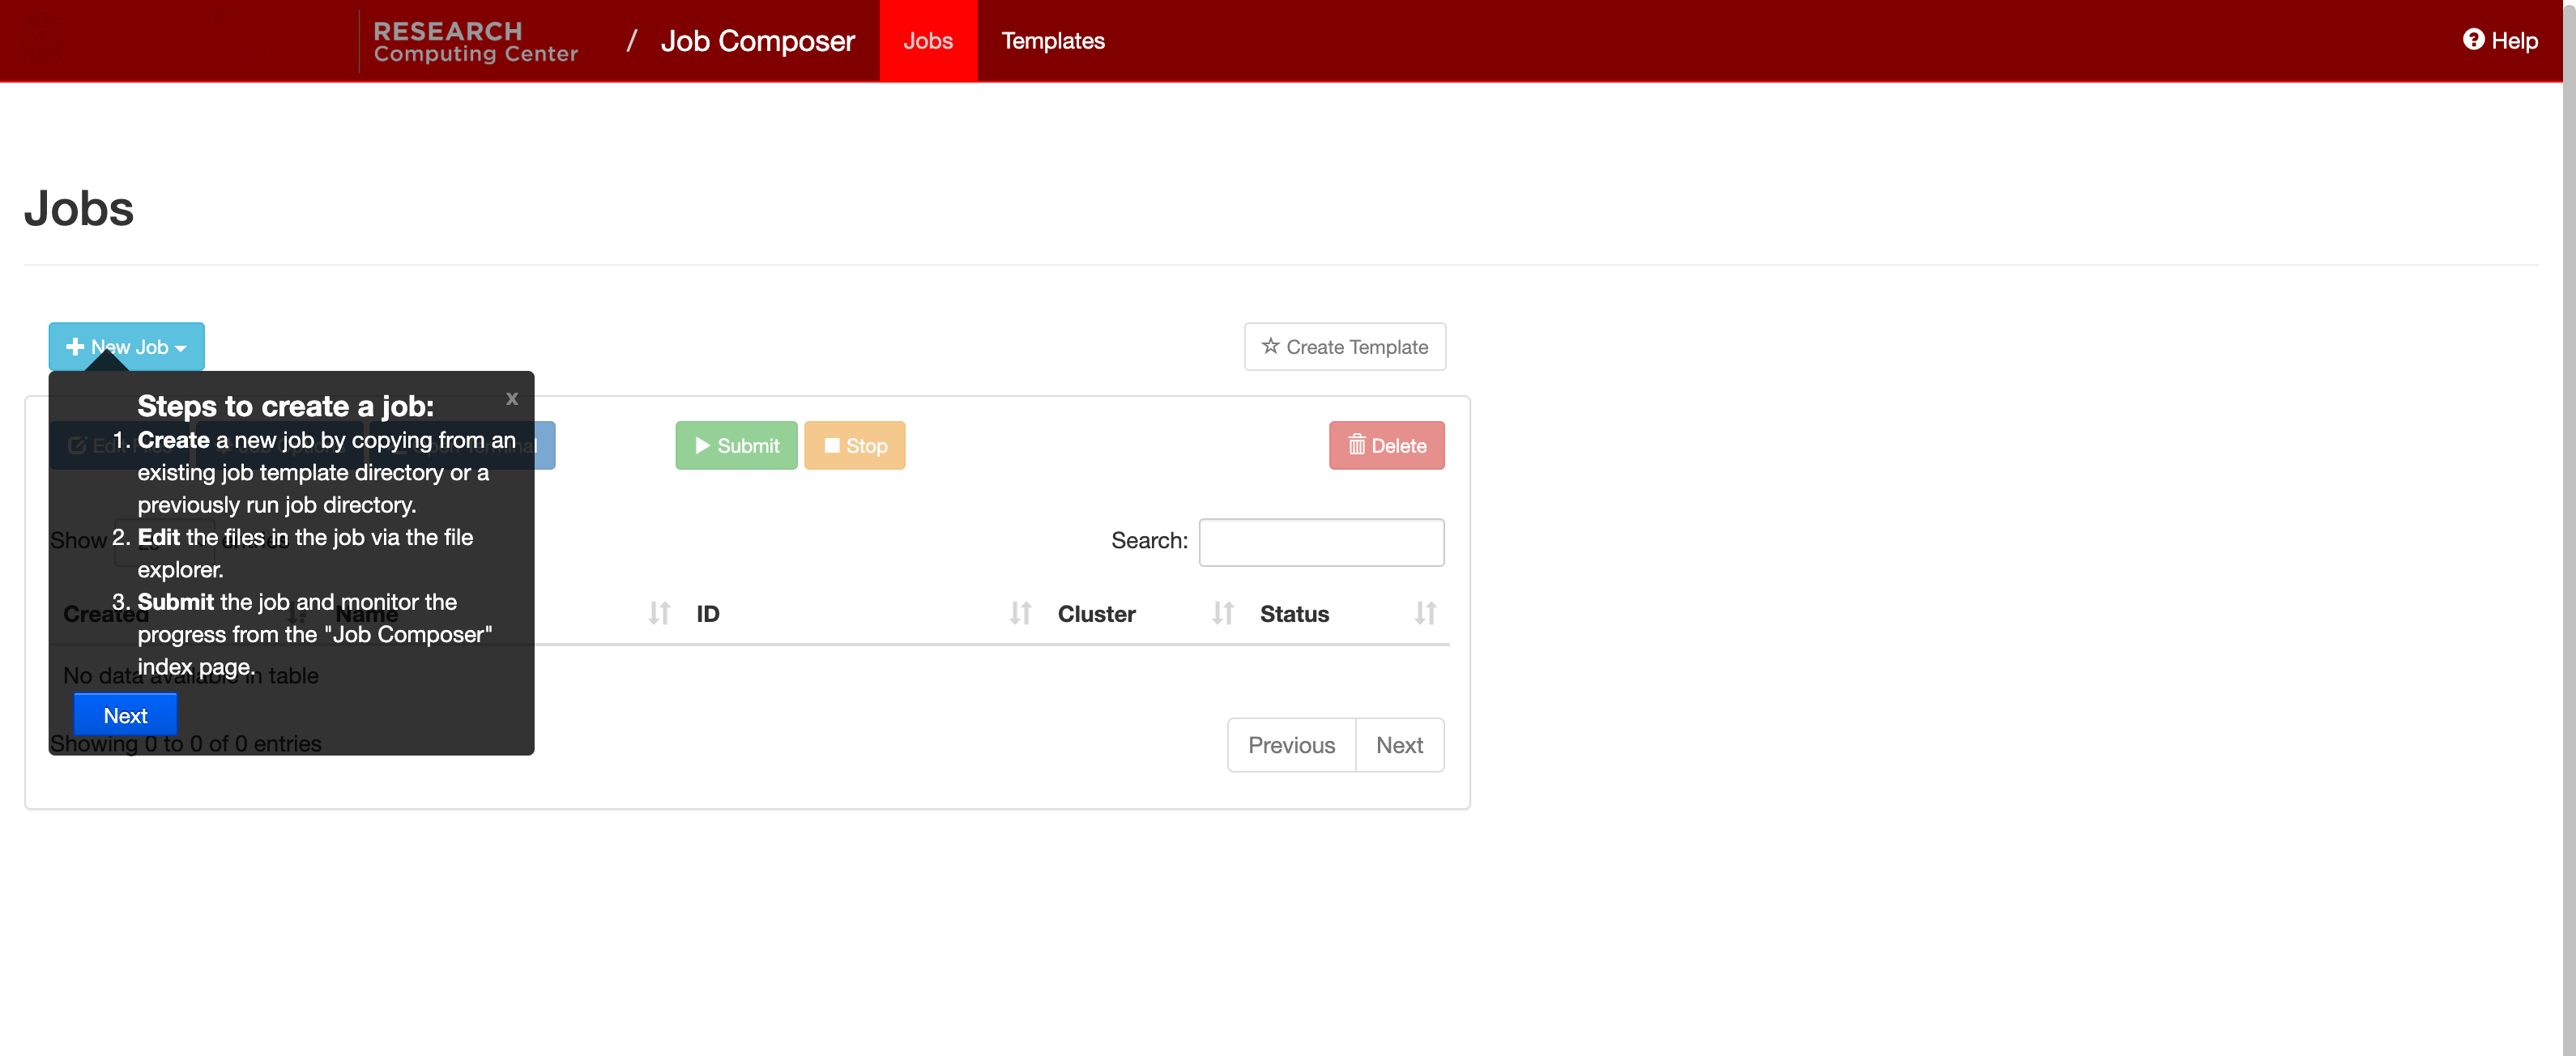 RESEARCH
Computing Center
/ Job Composer Jobs Templates Help
Jobs
New Job Create Template
Steps to create a job: x
1. Create a new job by copying from an
existing job template directory or a
previously run job directory.
2. Edit the files in the job via the file
explorer.
3. Submit the job and monitor the
progress from the "Job Composer"
index page.
Next
Submit Stop Delete
Show entries Search:
Created Name ID Cluster Status
No data available in table
Showing 0 to 0 of 0 entries
Previous Next